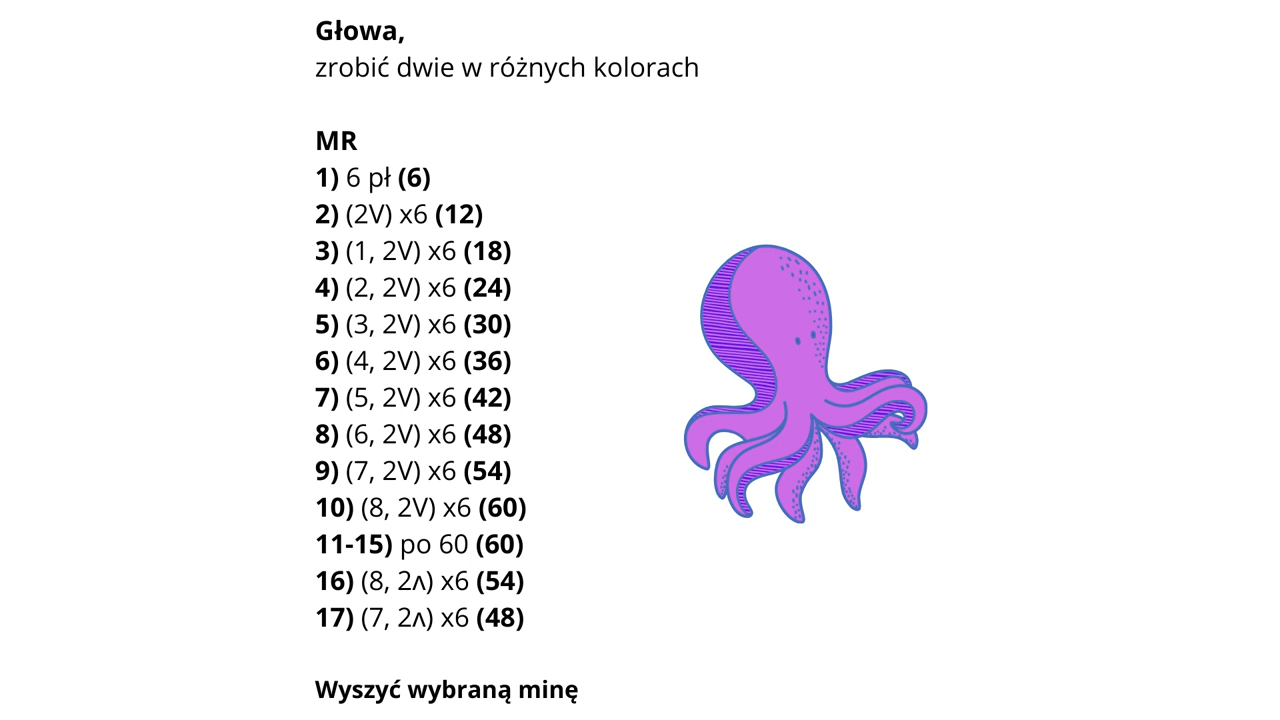 Głowa,
zrobić dwie w różnych kolorach
MR
1) 6 pł (6)
2) (2V) x6 (12)
3) (1, 2V) x6 (18)
4) (2, 2V) x6 (24)
5) (3, 2V) x6 (30)
6) (4, 2V) x6 (36)
7) (5, 2V) x6 (42)
8) (6, 2V) x6 (48)
9) (7, 2V) x6 (54)
10) (8, 2V) x6 (60)
11-15) po 60 (60)
16) (8, 2ʌ) x6 (54)
17) (7, 2ʌ) x6 (48)
Wyszyć wybraną minę